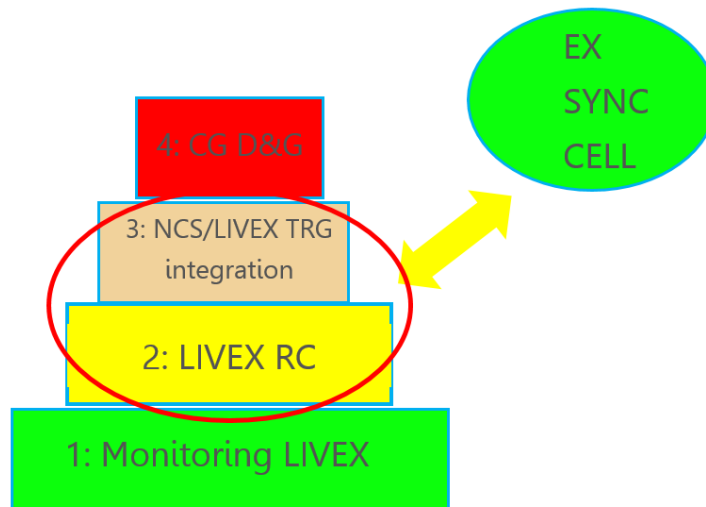 EX
SYNC
CELL
4: CG D&G
3: NCS/LIVEX TRG
integration
2: LIVEX RC
1: Monitoring LIVEX